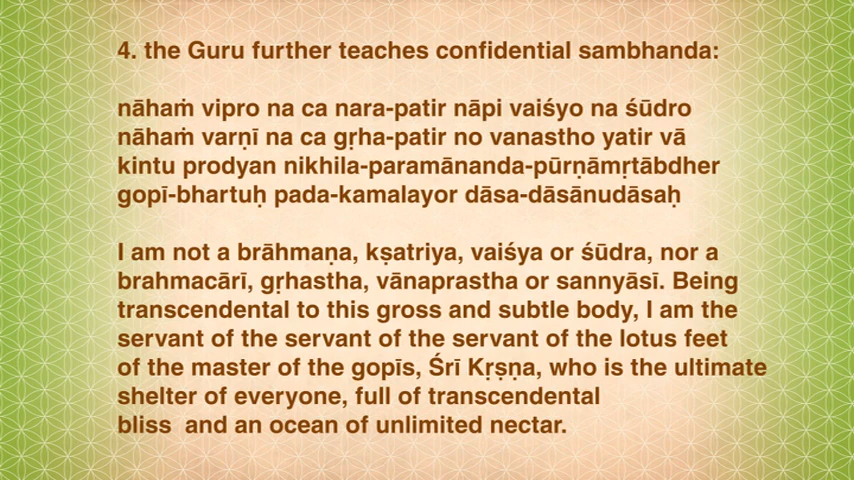 4. the Guru further teaches confidential sambhanda:
nāhaṁ vipro na ca nara-patir nāpi vaiśyo na śūdro
nāhaṁ varṇī na ca gṛha-patir no vanastho yatir vā
kintu prodyan nikhila-paramānanda-pūrṇāmṛtābdher
gopī-bhartuḥ pada-kamalayor dāsa-dāsānudāsaḥ
I am not a brāhmaṇa, kṣatriya, vaiśya or śūdra, nor a
brahmacārī, gṛhastha, vānaprastha or sannyāsī. Being
transcendental to this gross and subtle body, I am the
servant of the servant of the servant of the lotus feet
of the master of the gopīs, Śrī Kṛṣṇa, who is the ultimate
shelter of everyone, full of transcendental
bliss  and an ocean of unlimited nectar.